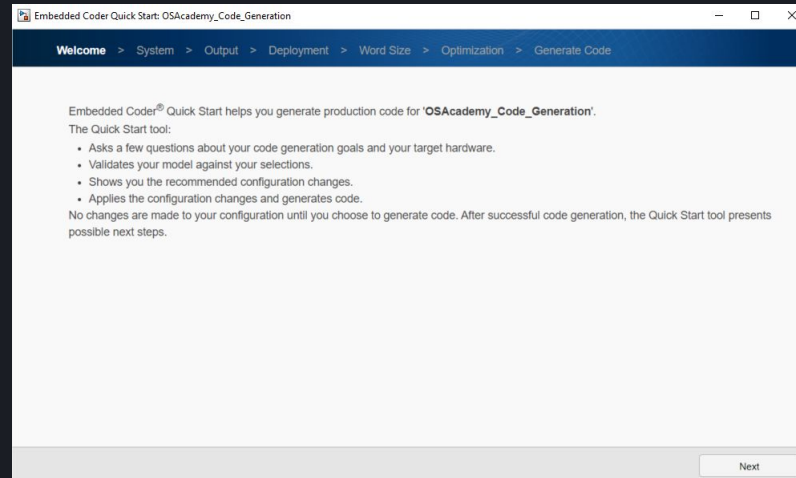 Embedded Coder Quick Start: OSAcademy_Code_Generation
Welcome > System > Output > Deployment > Word Size > Optimization > Generate Code
Embedded Coder® Quick Start helps you generate production code for 'OSAcademy_Code_Generation'.
The Quick Start tool:
• Asks a few questions about your code generation goals and your target hardware.
• Validates your model against your selections.
• Shows you the recommended configuration changes.
• Applies the configuration changes and generates code.
No changes are made to your configuration until you choose to generate code. After successful code generation, the Quick Start tool presents
possible next steps.
Next